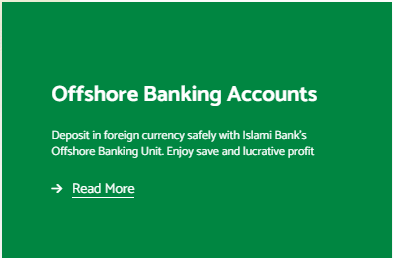 Offshore Banking Accounts
Deposit in foreign currency safely with Islami Bank's
Offshore Banking Unit. Enjoy save and lucrative profit
→ Read More